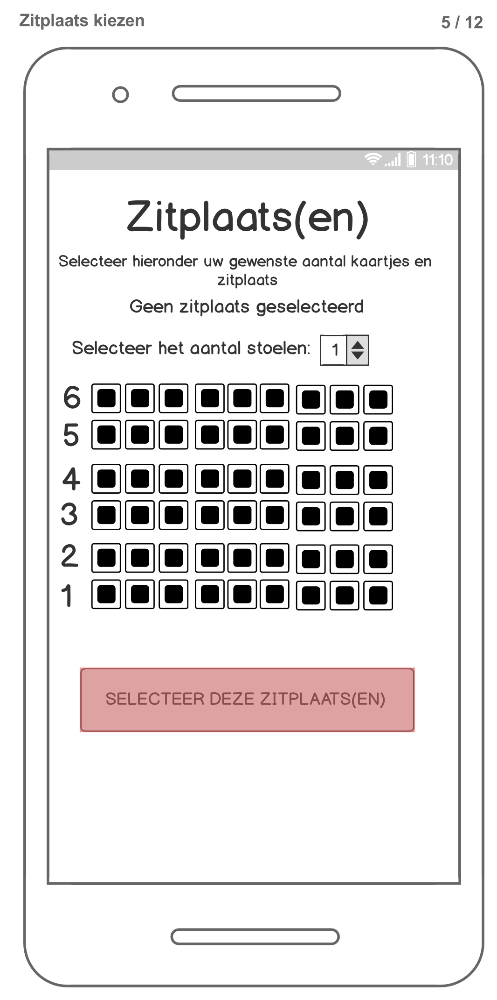 Zitplaats kiezen
5 / 12
11:10
Zitplaats(en)
Selecteer hieronder uw gewenste aantal kaartjes en
zitplaats
Geen zitplaats geselecteerd
Selecteer het aantal stoelen: 1
6
5
4
3
2
1
SELECTEER DEZE ZITPLAATS(EN)